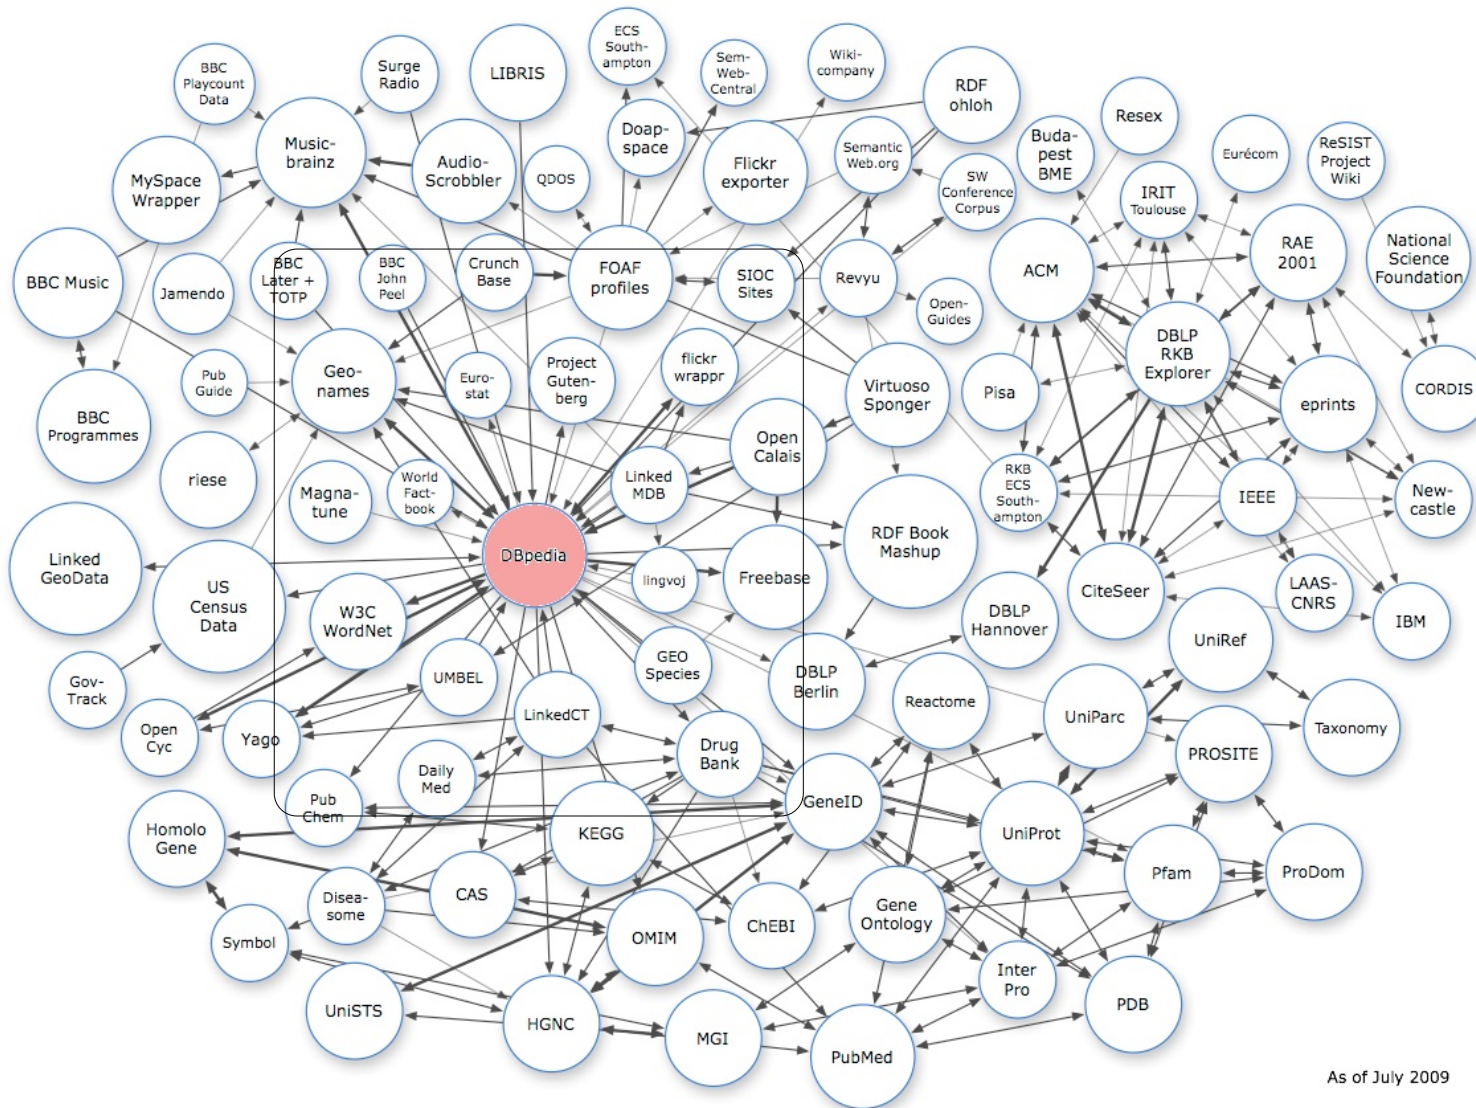 BBC
Playcount
Data
Surge
Radio
LIBRIS
ECS
South-
ampton
Sem-
Web-
Central
Wiki-
company
RDF
ohloh
Resex
Music-
brainz
Audio-
Scrobbler
QDOS
Doap-
space
Flickr
exporter
Semantic
Web.org
SW
Conference
Corpus
Buda-
pest
BME
Eurécom
ReSIST
Project
Wiki
MySpace
Wrapper
IRIT
Toulouse
RAE
2001
National
Science
Foundation
BBC Music
Jamendo
BBC
Later +
TOTP
BBC
John
Peel
Crunch
Base
FOAF
profiles
SIOC
Sites
Revyu
Open-
Guides
ACM
DBLP
RKB
Explorer
Pub
Guide
Geo-
names
Euro-
stat
Project
Guten-
berg
flickr
wrappr
Virtuoso
Sponger
Pisa
eprints
CORDIS
BBC
Programmes
riese
Magna-
tune
World
Fact-
book
Linked
MDB
Open
Calais
RKB
ECS
South-
ampton
IEEE
New-
castle
Linked
GeoData
US
Census
Data
W3C
WordNet
DBpedia
lingvoj
Freebase
RDF Book
Mashup
CiteSeer
LAAS-
CNRS
IBM
DBLP
Hannover
UniRef
Gov-
Track
Open
Cyc
Yago
UMBEL
LinkedCT
GEO
Species
DBLP
Berlin
Reactome
UniParc
Taxonomy
PROSITE
Pub
Chem
Daily
Med
Drug
Bank
GeneID
Homolo
Gene
KEGG
UniProt
Pfam
ProDom
Disea-
some
CAS
Symbol
OMIM
ChEBI
Gene
Ontology
Inter
Pro
PDB
UniSTS
HGNC
MGI
PubMed
As of July 2009